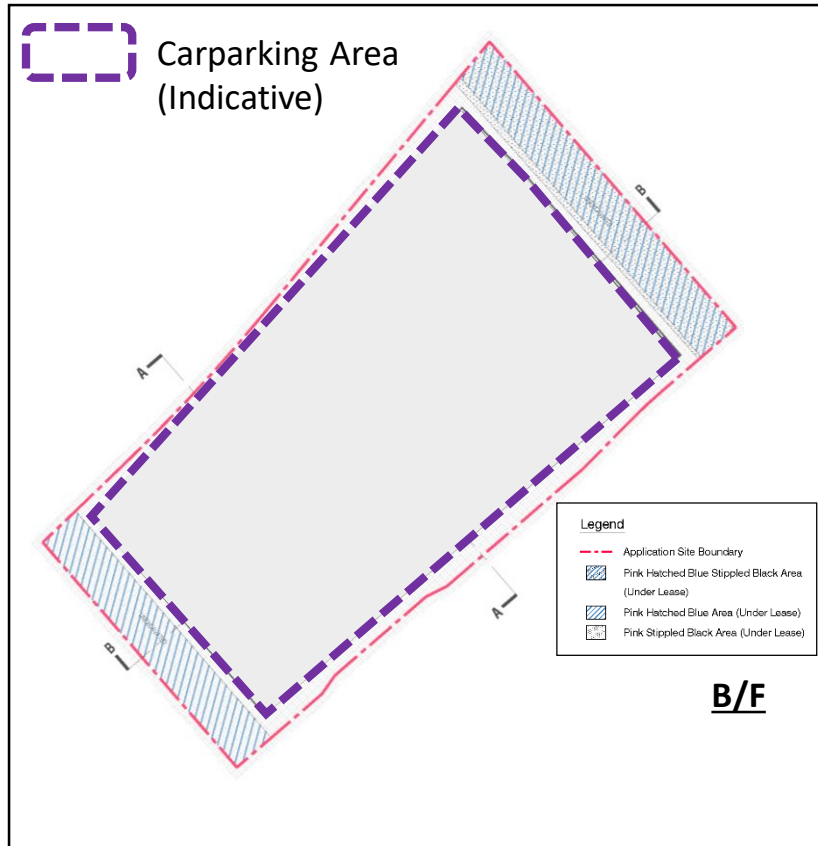 Carparking Area
(Indicative)
B
A
Legend
Application Site Boundary
Pink Hatched Blue Stippled Black Area
(Under Lease)
Pink Hatched Blue Area (Under Lease)
Pink Stippled Black Area (Under Lease)
A
B
B/F